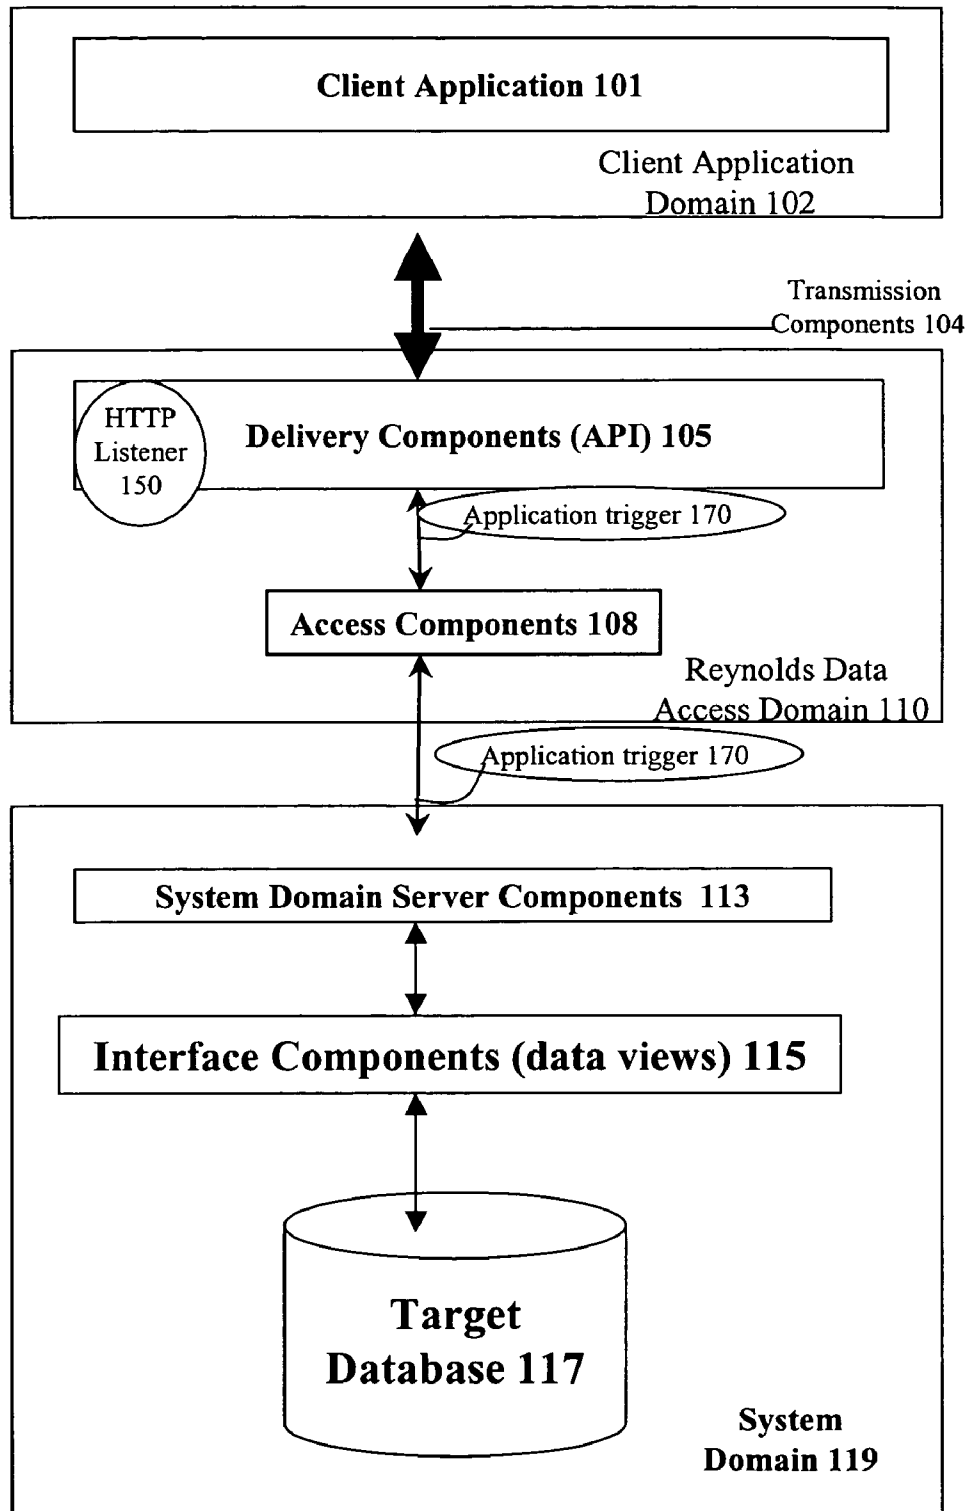 Client Application 101
Client Application
Domain 102
Transmission
Components 104
HTTP
Listener
150
Delivery Components (API) 105
Application trigger 170
Access Components 108
Reynolds Data
Access Domain 110
Application trigger 170
System Domain Server Components 113
Interface Components (data views) 115
Target
Database 117
System
Domain 119